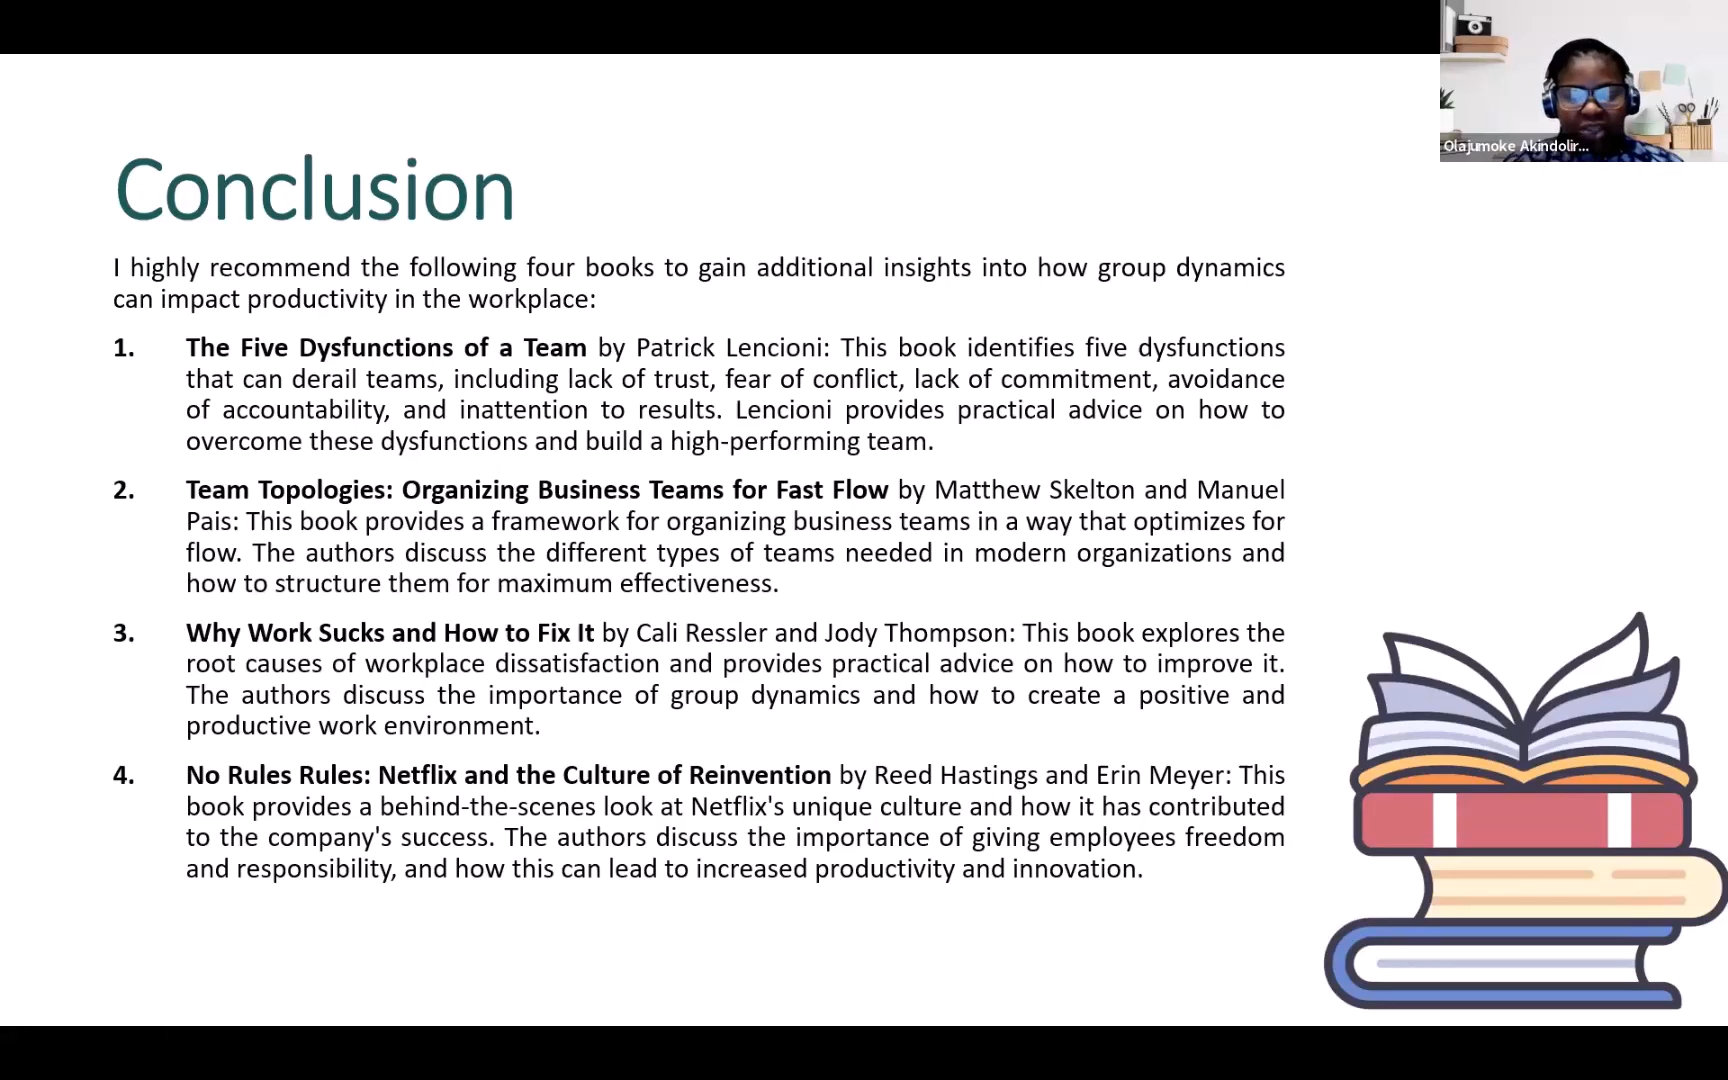 Olajumoke Akindolir...
Conclusion
I highly recommend the following four books to gain additional insights into how group dynamics
can impact productivity in the workplace:
1. The Five Dysfunctions of a Team by Patrick Lencioni: This book identifies five dysfunctions
that can derail teams, including lack of trust, fear of conflict, lack of commitment, avoidance
of accountability, and inattention to results. Lencioni provides practical advice on how to
overcome these dysfunctions and build a high-performing team.
2. Team Topologies: Organizing Business Teams for Fast Flow by Matthew Skelton and Manuel
Pais: This book provides a framework for organizing business teams in a way that optimizes for
flow. The authors discuss the different types of teams needed in modern organizations and
how to structure them for maximum effectiveness.
3. Why Work Sucks and How to Fix It by Cali Ressler and Jody Thompson: This book explores the
root causes of workplace dissatisfaction and provides practical advice on how to improve it.
The authors discuss the importance of group dynamics and how to create a positive and
productive work environment.
4. No Rules Rules: Netflix and the Culture of Reinvention by Reed Hastings and Erin Meyer: This
book provides a behind-the-scenes look at Netflix's unique culture and how it has contributed
to the company's success. The authors discuss the importance of giving employees freedom
and responsibility, and how this can lead to increased productivity and innovation.